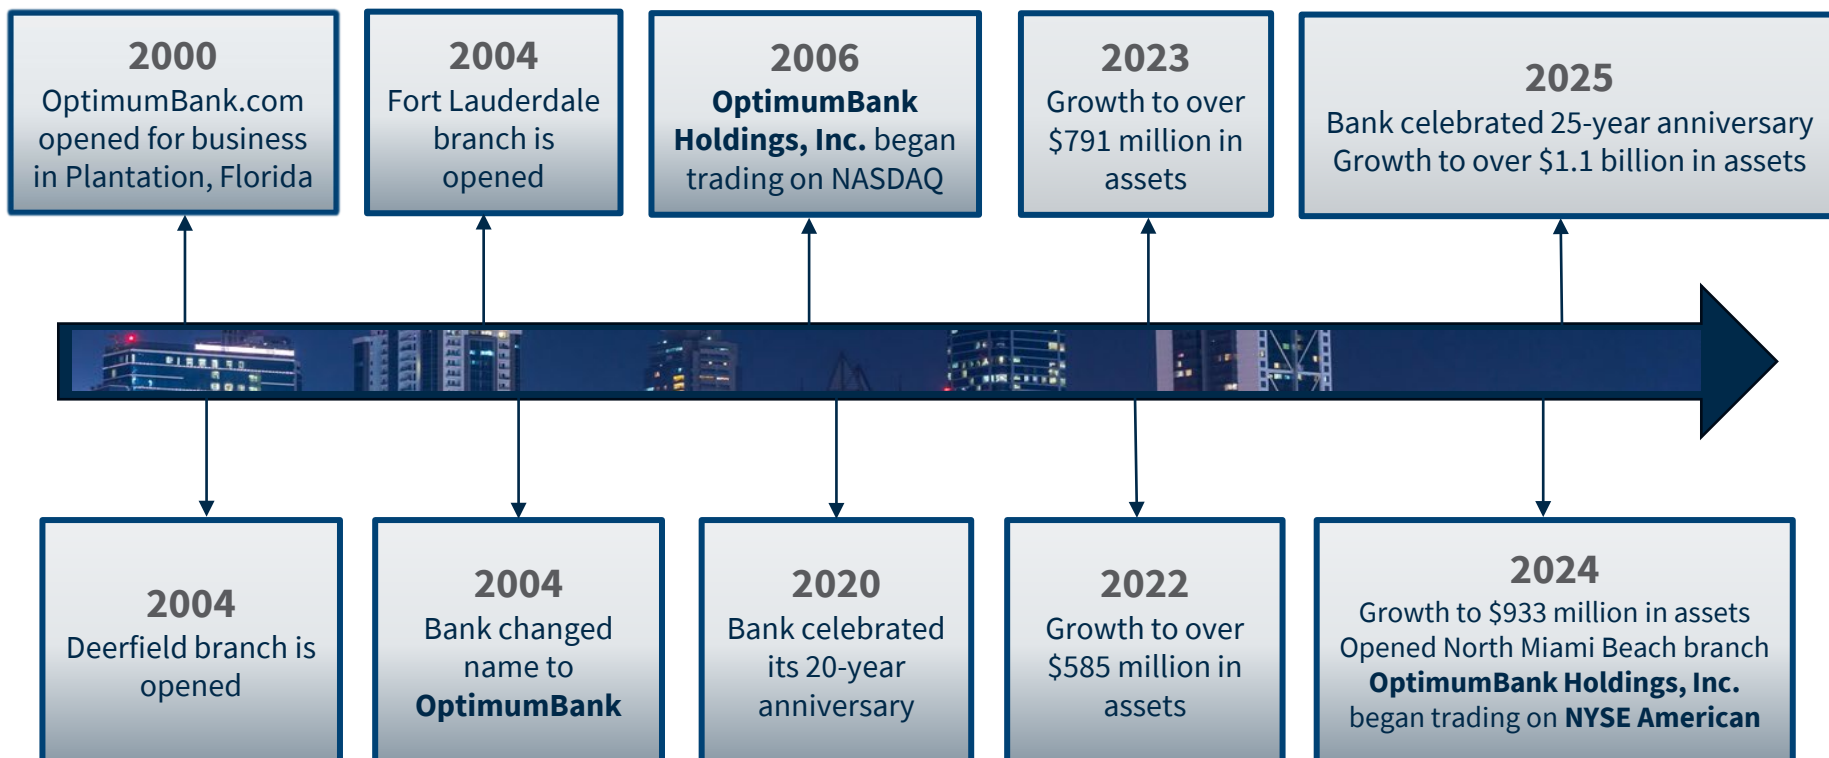 2000
OptimumBank.com
opened for business
in Plantation, Florida
2004
Fort Lauderdale
branch is
opened
2006
OptimumBank
Holdings, Inc. began
trading on NASDAQ
2023
Growth to over
$791 million in
assets
2025
Bank celebrated 25-year anniversary
Growth to over $1.1 billion in assets
2004
Deerfield branch is
opened
2004
Bank changed
name to
OptimumBank
2020
Bank celebrated
its 20-year
anniversary
2022
Growth to over
$585 million in
assets
2024
Growth to $933 million in assets
Opened North Miami Beach branch
OptimumBank Holdings, Inc.
began trading on NYSE American